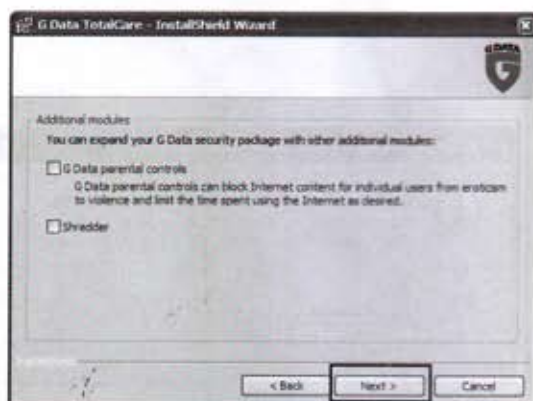 G Data TotalCare - InstallShield Wizard
G DATA
Additional modules
You can expand your G Data security package with other additional modules:
G Data parental controls
G Data parental controls can block Internet content for individual users from eroticism
to violence and limit the time spent using the Internet as desired.
Shredder
< Back
Next >
Cancel